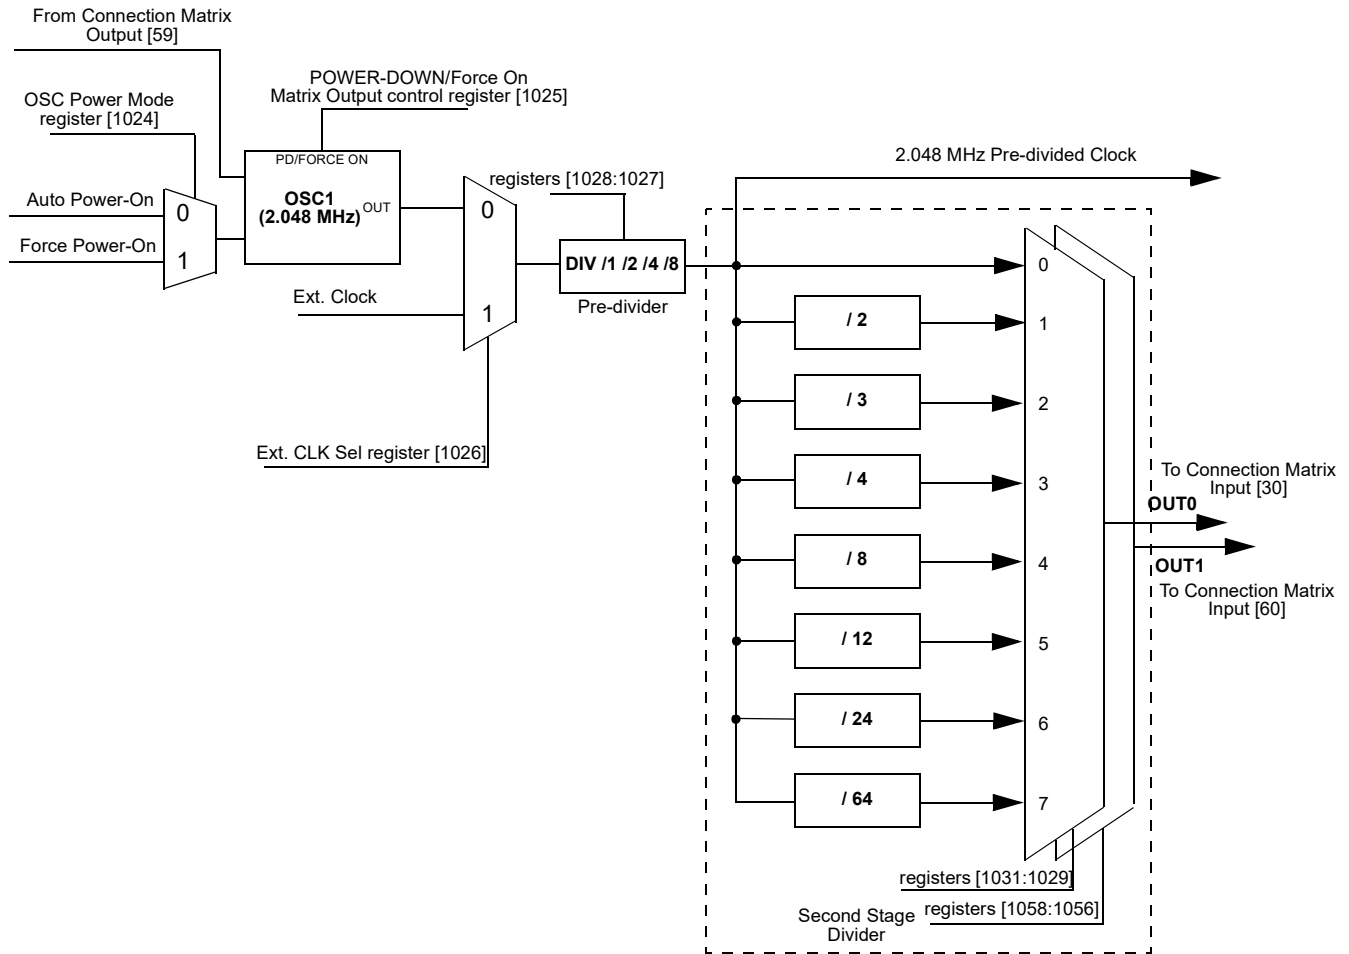 From Connection Matrix
Output [59]
POWER-DOWN/Force On
Matrix Output control register [1025]
OSC Power Mode
register [1024]
PD/FORCE ON
OSC1
(2.048 MHz)
OUT
Auto Power-On
0
Force Power-On
1
0
1
Ext. Clock
Ext. CLK Sel register [1026]
registers [1028:1027]
DIV /1 /2 /4 /8
Pre-divider
2.048 MHz Pre-divided Clock
0
/ 2
1
/ 3
2
/ 4
3
/ 8
4
/ 12
5
/ 24
6
/ 64
7
To Connection Matrix
Input [30]
OUT0
OUT1
To Connection Matrix
Input [60]
registers [1031:1029]
registers [1058:1056]
Second Stage
Divider